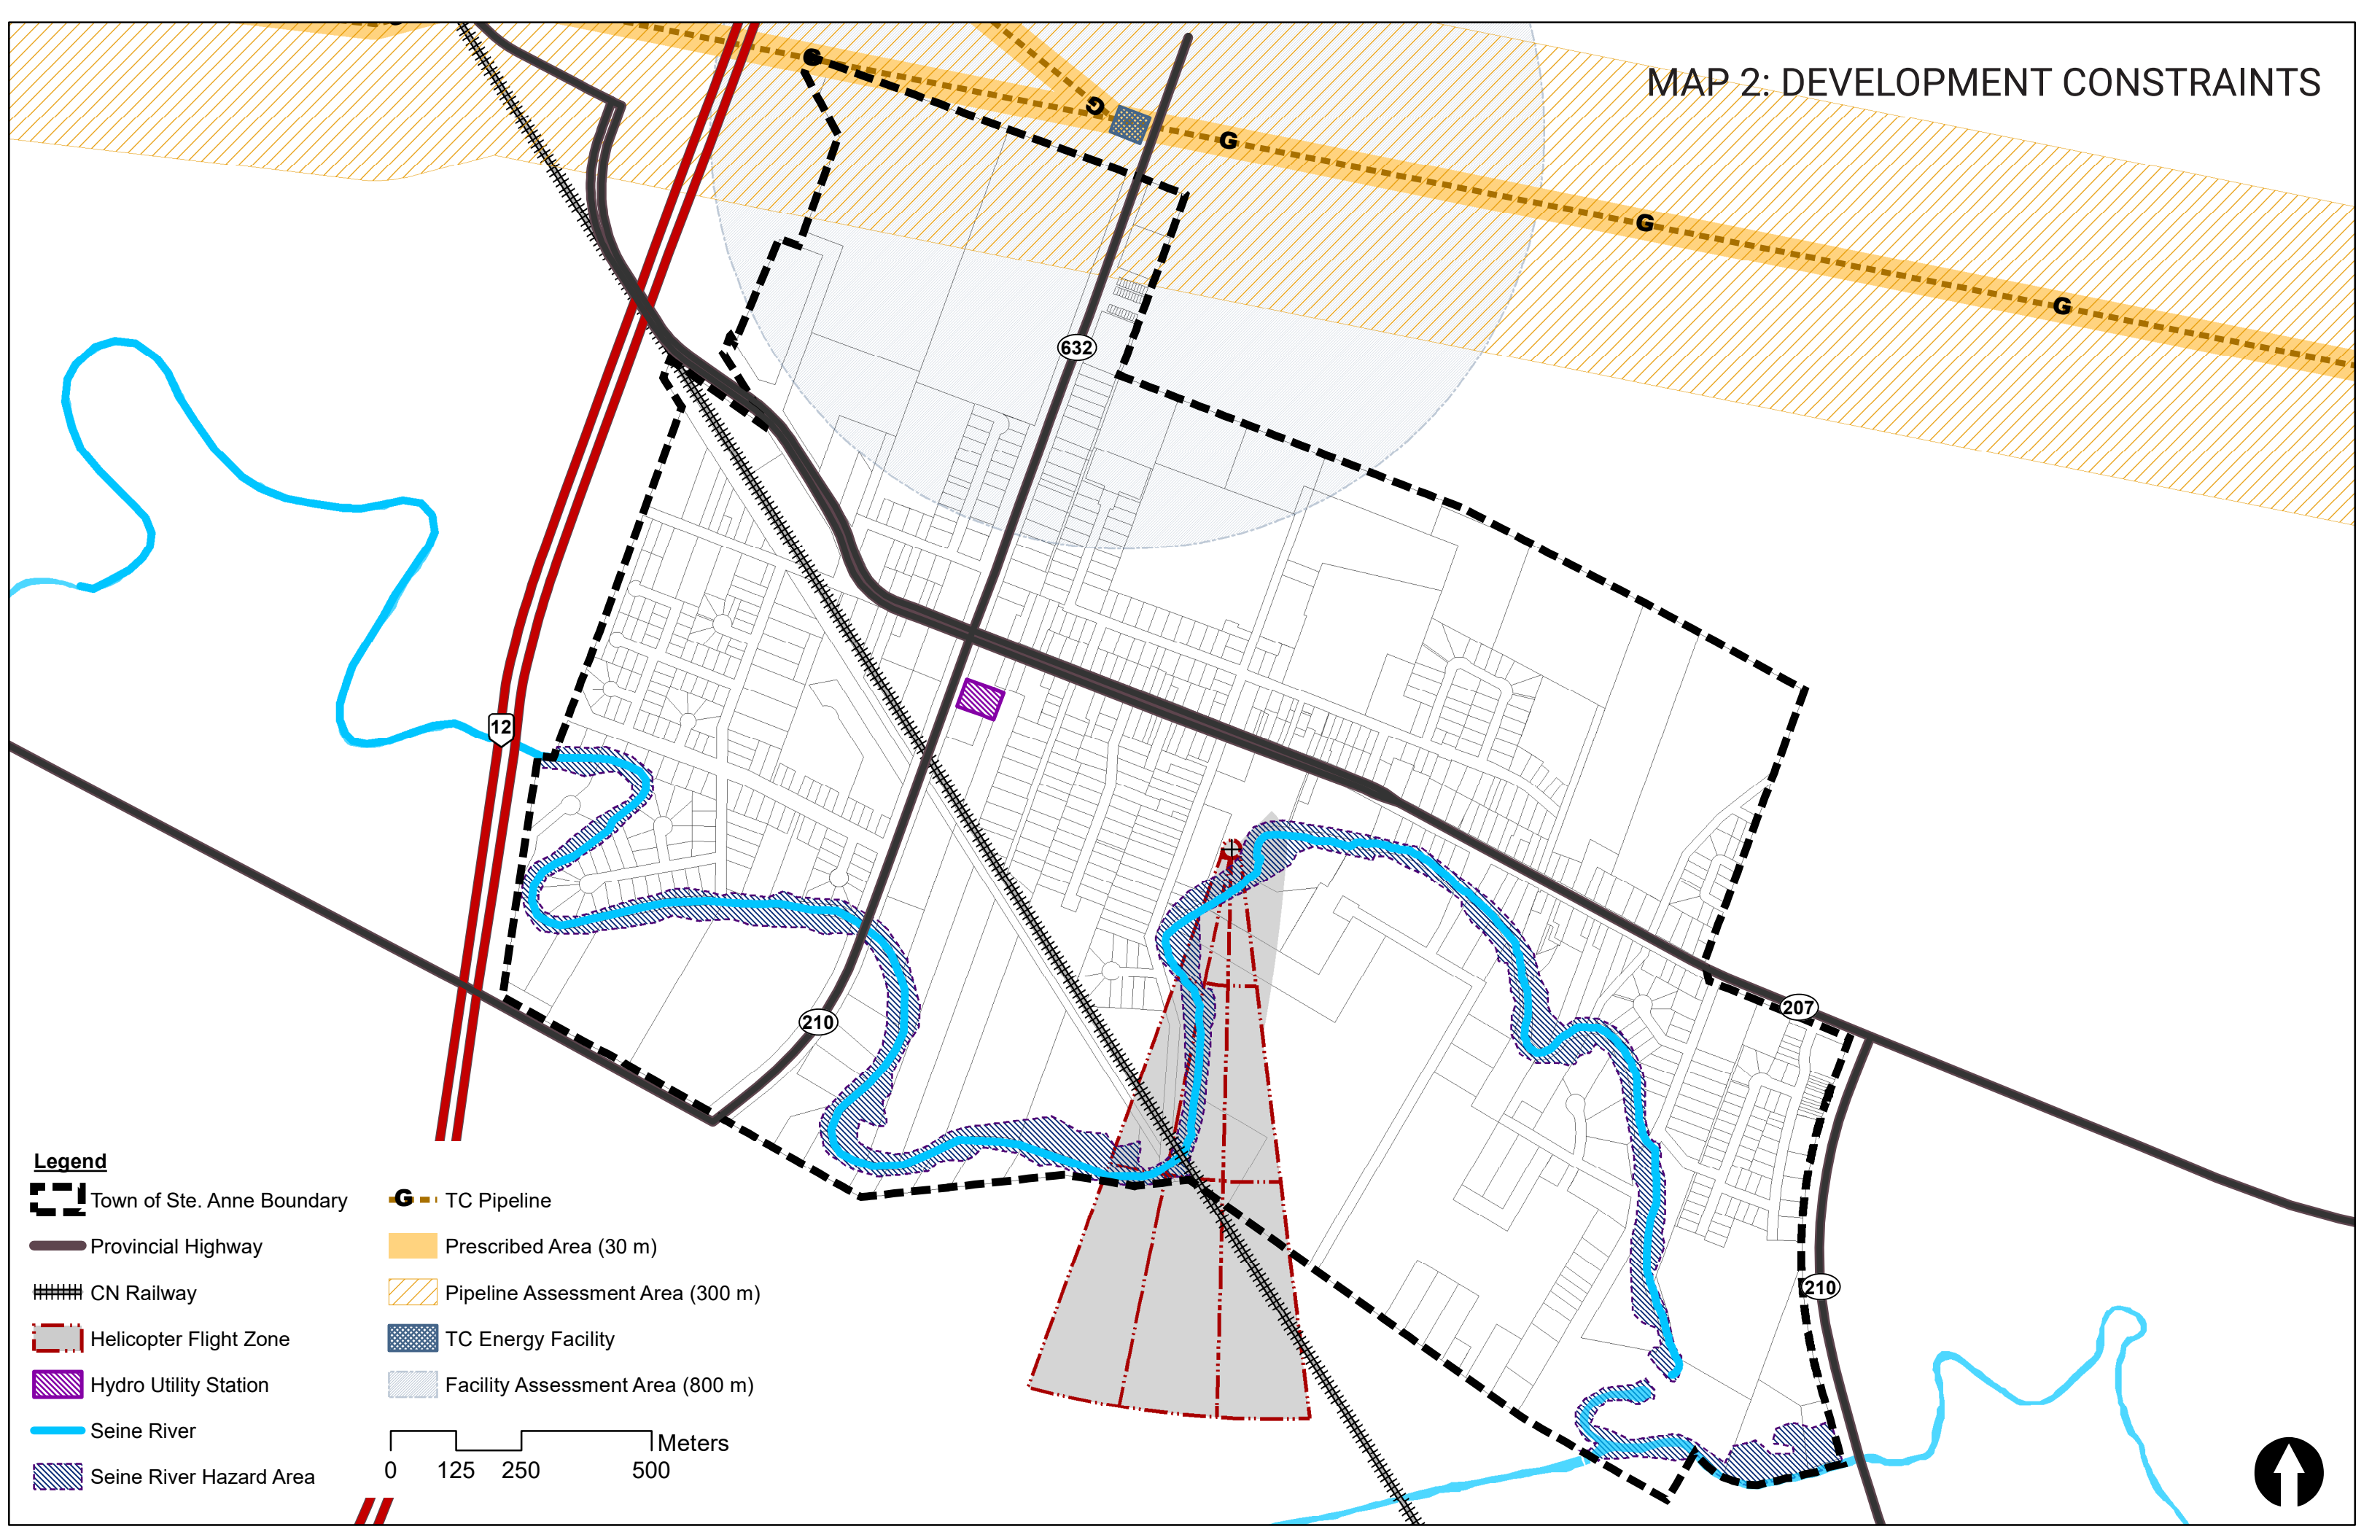 G
G
MAP 2: DEVELOPMENT CONSTRAINTS
G
G
G
632
12
207
210
210
Legend
Town of Ste. Anne Boundary
Provincial Highway
CN Railway
Helicopter Flight Zone
Hydro Utility Station
Seine River
Seine River Hazard Area
G TC Pipeline
Prescribed Area (30 m)
Pipeline Assessment Area (300 m)
TC Energy Facility
Facility Assessment Area (800 m)
Meters
0 125 250 500